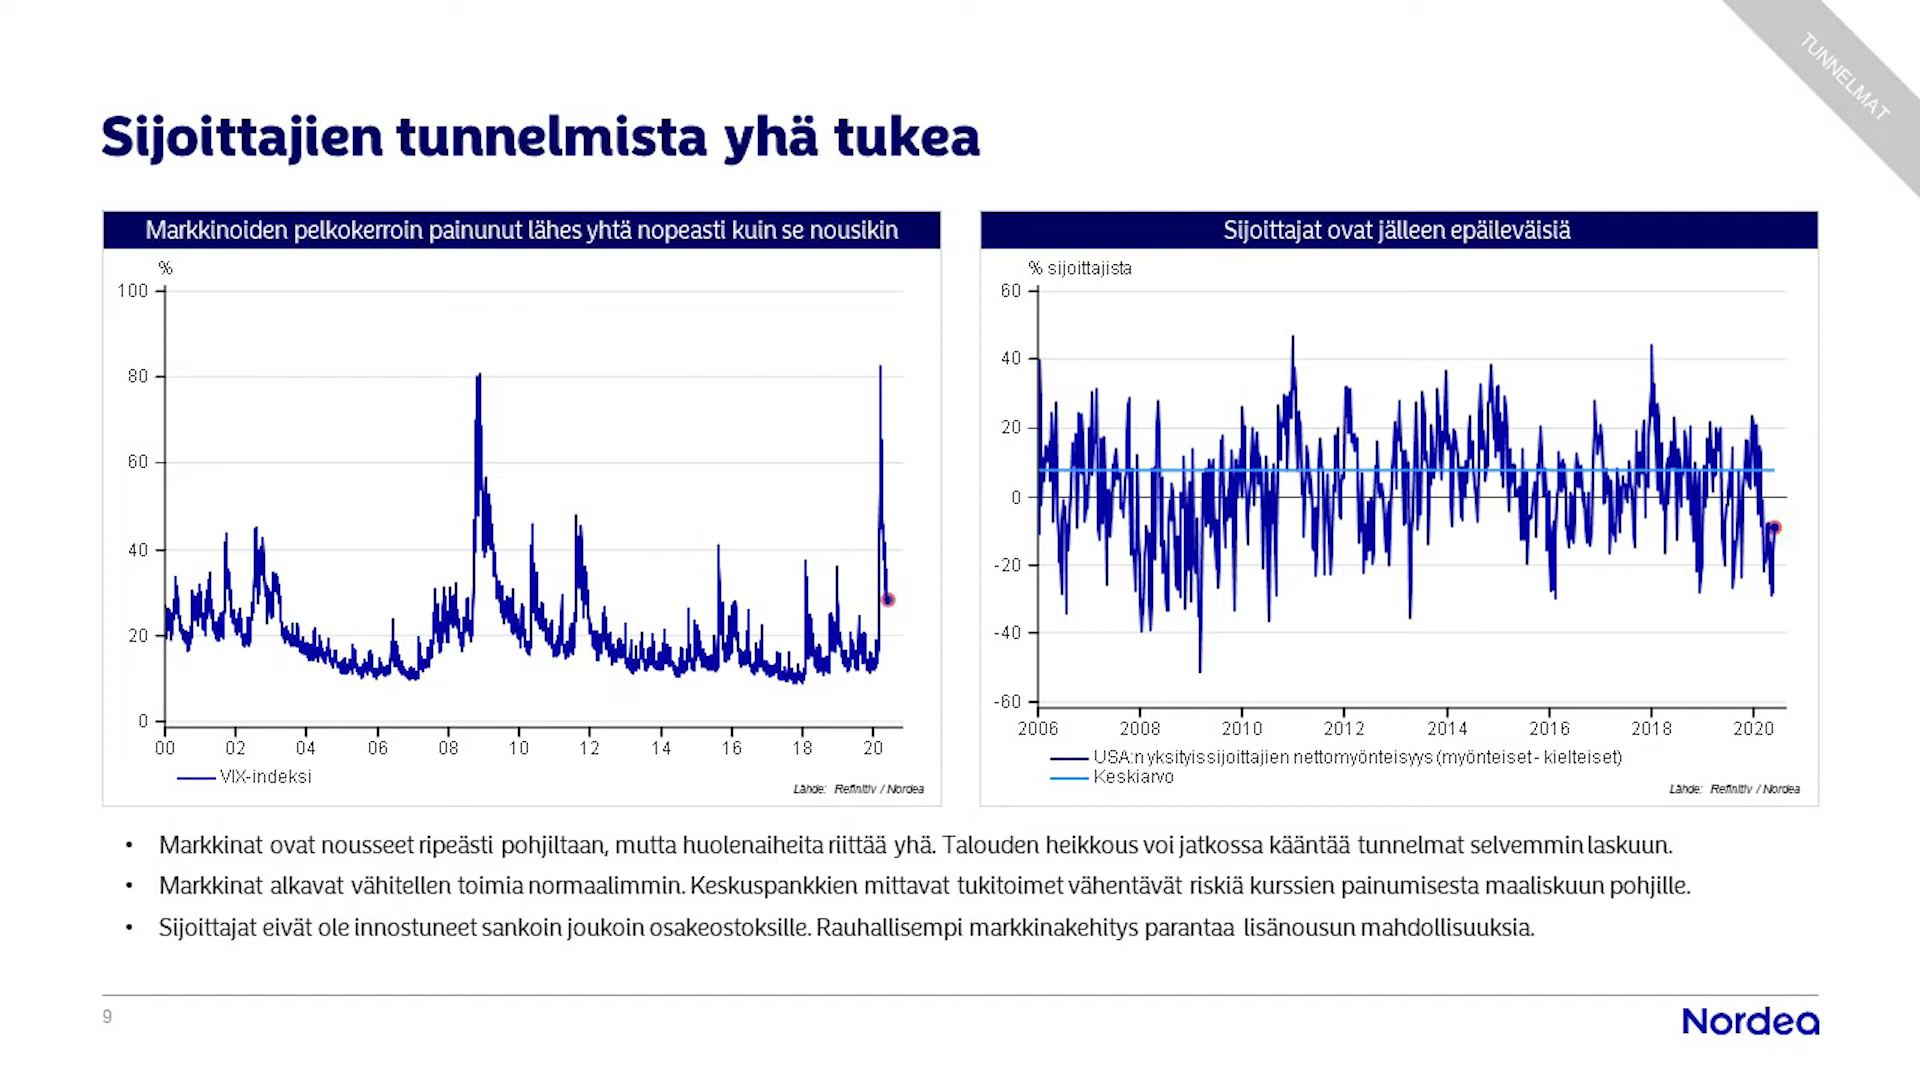 TUNNELMAT
Sijoittajien tunnelmista yhä tukea
Markkinoiden pelkokerroin painunut lähes yhtä nopeasti kuin se nousikin
%
100
80
60
40
20
0
00 02 04 06 08 10 12 14 16 18 20
VIX-indeksi
Lähde: Refinitiv / Nordea
Sijoittajat ovat jälleen epäileväisiä
% sijoittajista
60
40
20
0
-20
-40
-60
2006 2008 2010 2012 2014 2016 2018 2020
USA:n yksityissijoittajien nettomyönteisyys (myönteiset - kielteiset)
Keskiarvo
Lähde: Refinitiv / Nordea
• Markkinat ovat nousseet ripeästi pohjiltaan, mutta huolenaiheita riittää yhä. Talouden heikkous voi jatkossa kääntää tunnelmat selvemmin laskuun.
• Markkinat alkavat vähitellen toimia normaalimmin. Keskuspankkien mittavat tukitoimet vähentävät riskiä kurssien painumisesta maaliskuun pohjille.
• Sijoittajat eivät ole innostuneet sankoin joukoin osakeostoksille. Rauhallisempi markkinakehitys parantaa lisänousun mahdollisuuksia.
9
Nordea